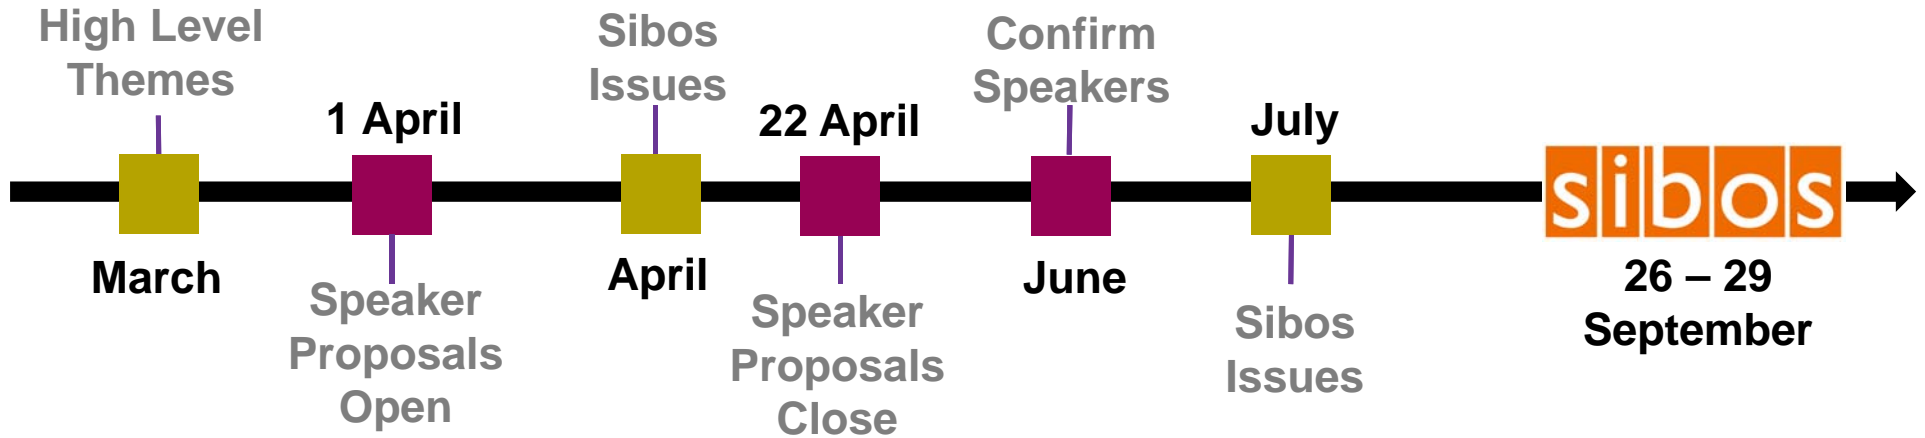 High Level
Themes
March
1 April
Speaker
Proposals
Open
Sibos
Issues
April
22 April
Speaker
Proposals
Close
Confirm
Speakers
June
July
Sibos
Issues
sibos
26 – 29
September